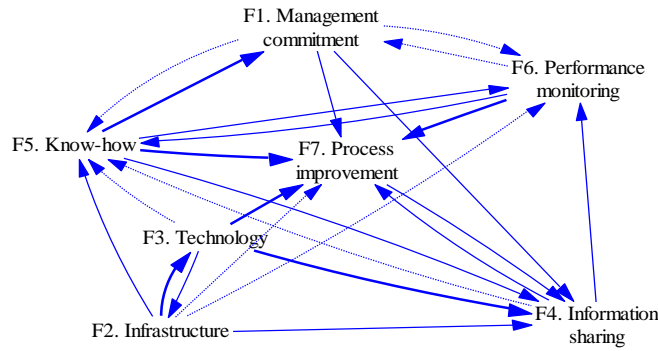 F1. Management
commitment
F6. Performance
monitoring
F5. Know-how
F7. Process
improvement
F3. Technology
F2. Infrastructure
F4. Information
sharing